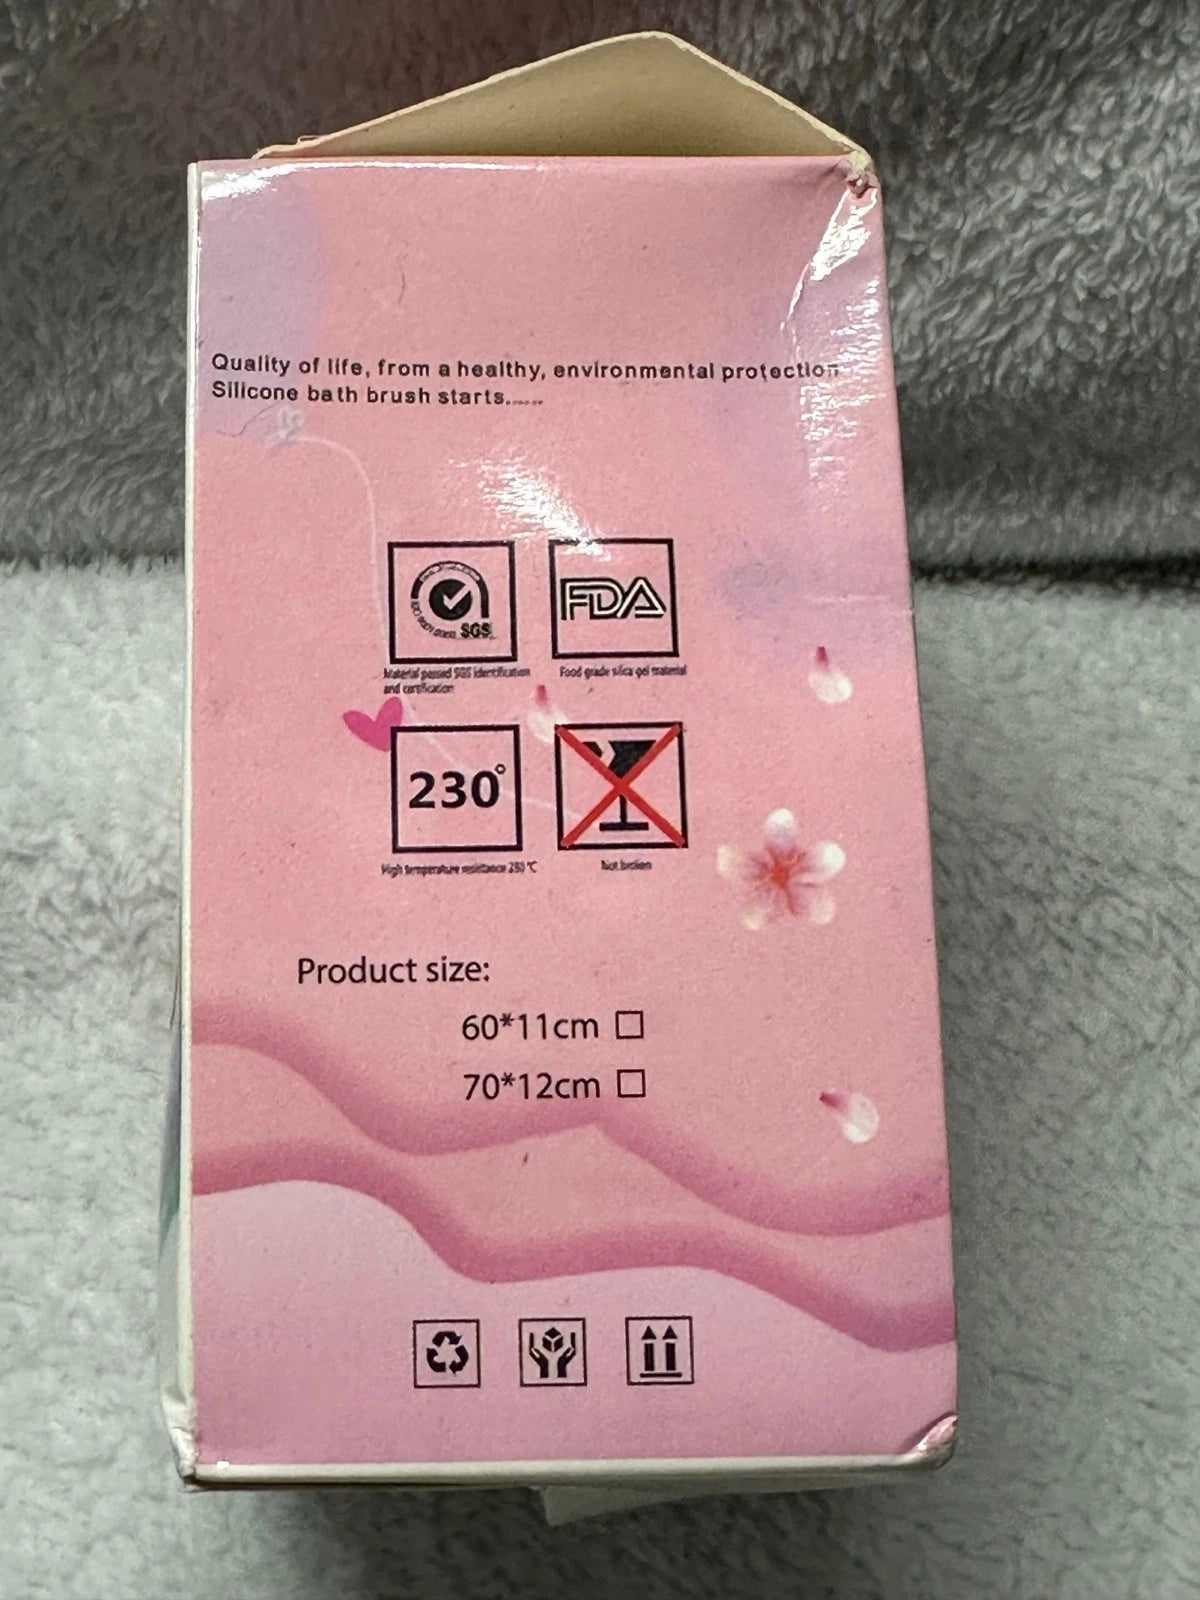 Quality of life, from a healthy, environmental protection
Silicone bath brush starts......
SGS
FDA
Material passed SGS identification
and certification
Food grade silica gel material
230°
High temperature resistance 230 ℃
Not broken
Product size:
60*11cm □
70*12cm □